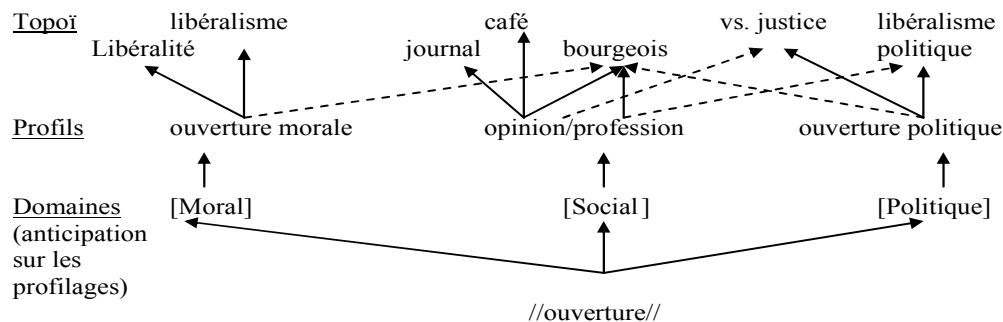 Topoï libéralisme café vs. justice libéralisme
Libéralité journal bourgeois politique
Profils ouverture morale opinion/profession ouverture politique
Domaines [Moral] [Social] [Politique]
(anticipation
sur les
profilages)
//ouverture//